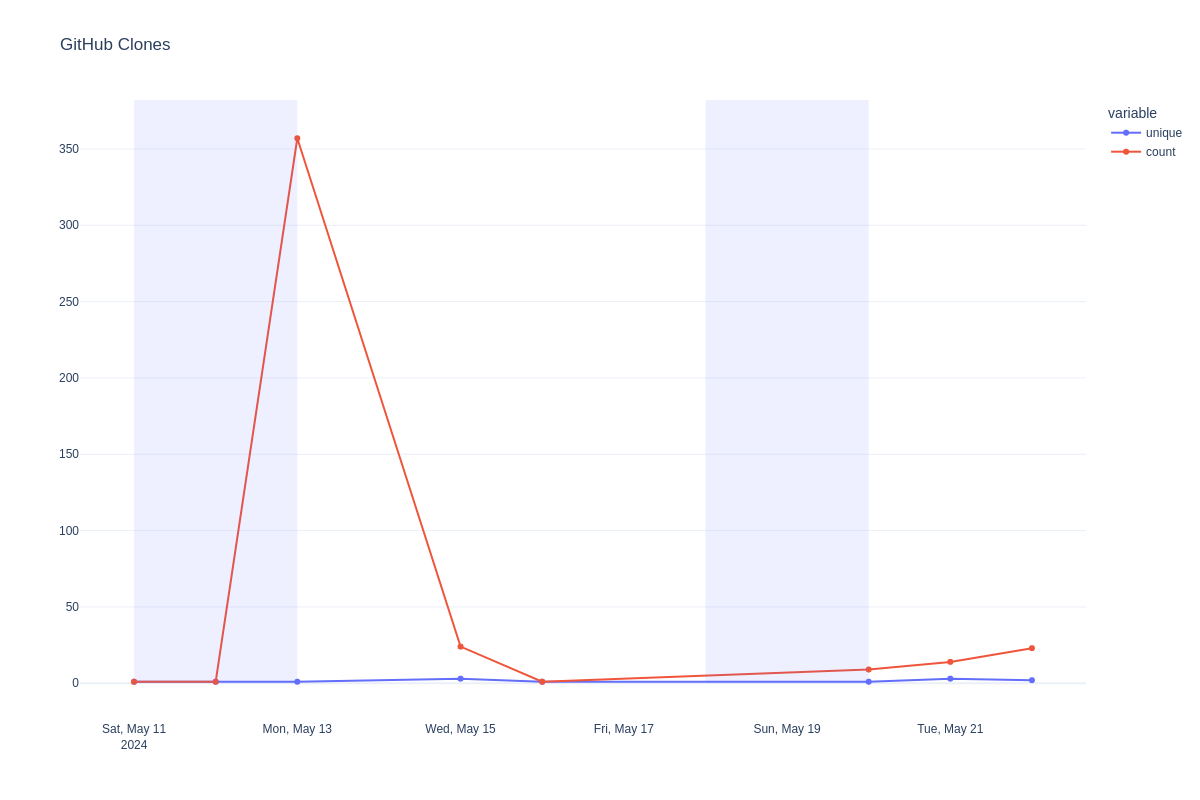 GitHub Clones
variable
unique
count
350
300
250
200
150
100
50
0
Sat, May 11
2024
Mon, May 13
Wed, May 15
Fri, May 17
Sun, May 19
Tue, May 21